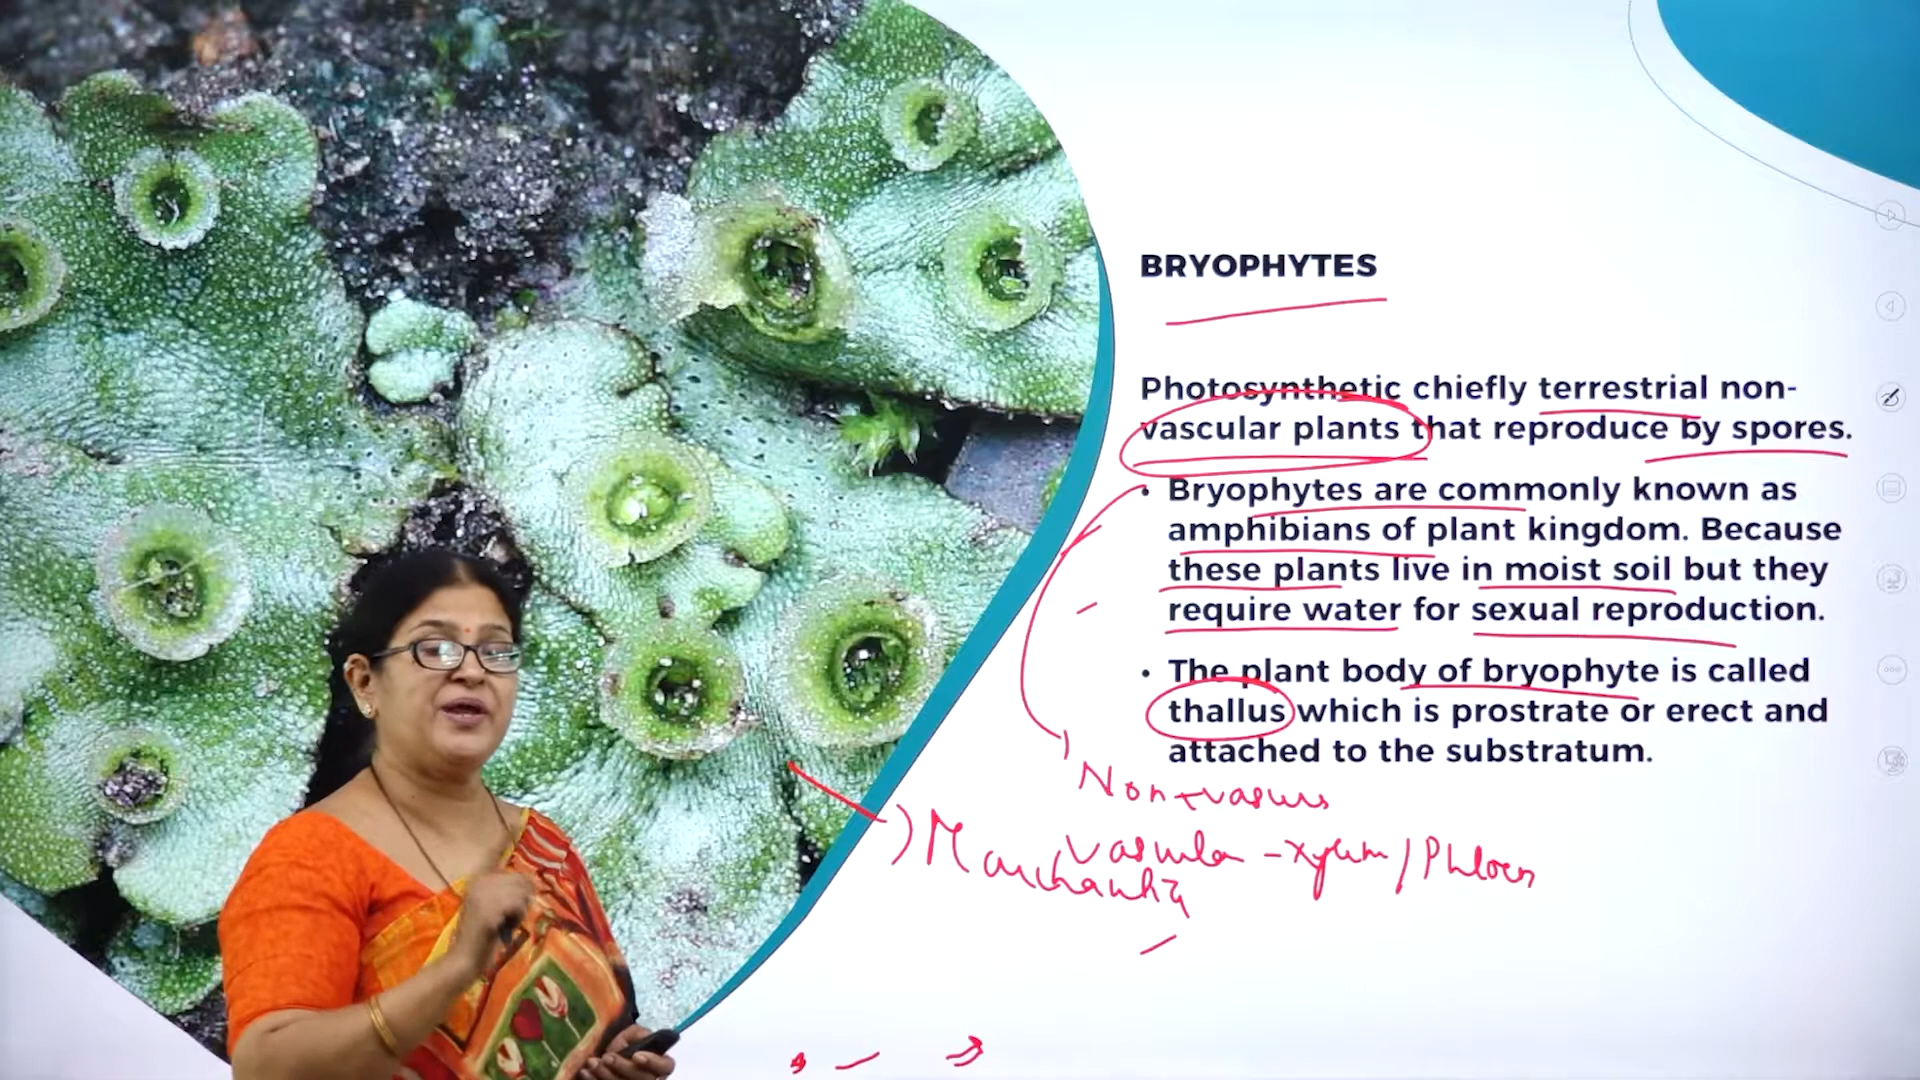 BRYOPHYTES
Photosynthetic chiefly terrestrial non-
vascular plants that reproduce by spores.
• Bryophytes are commonly known as
amphibians of plant kingdom. Because
these plants live in moist soil but they
require water for sexual reproduction.
• The plant body of bryophyte is called
thallus which is prostrate or erect and
attached to the substratum.
Non-
Vascular - Xylem / Phloem
Marchantia